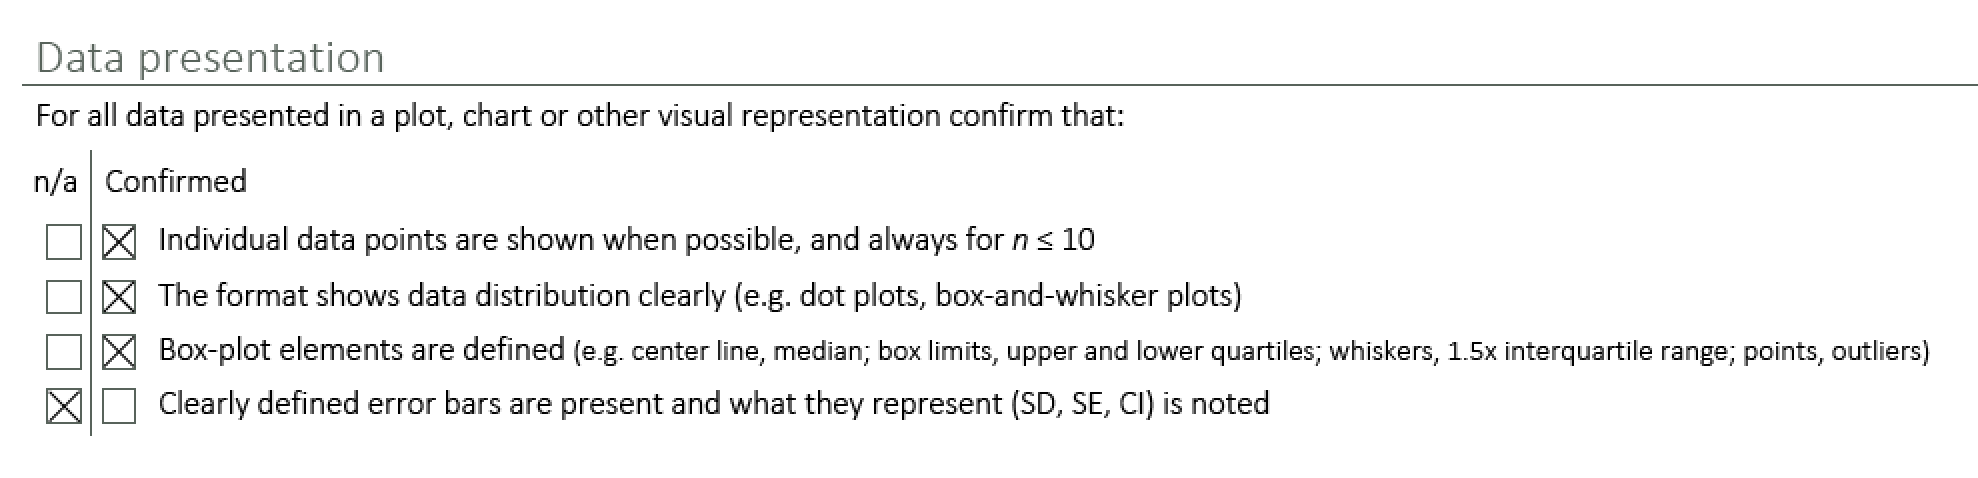 Data presentation
For all data presented in a plot, chart or other visual representation confirm that:
n/a Confirmed
Individual data points are shown when possible, and always for n ≤ 10
The format shows data distribution clearly (e.g. dot plots, box-and-whisker plots)
Box-plot elements are defined (e.g. center line, median; box limits, upper and lower quartiles; whiskers, 1.5x interquartile range; points, outliers)
Clearly defined error bars are present and what they represent (SD, SE, CI) is noted